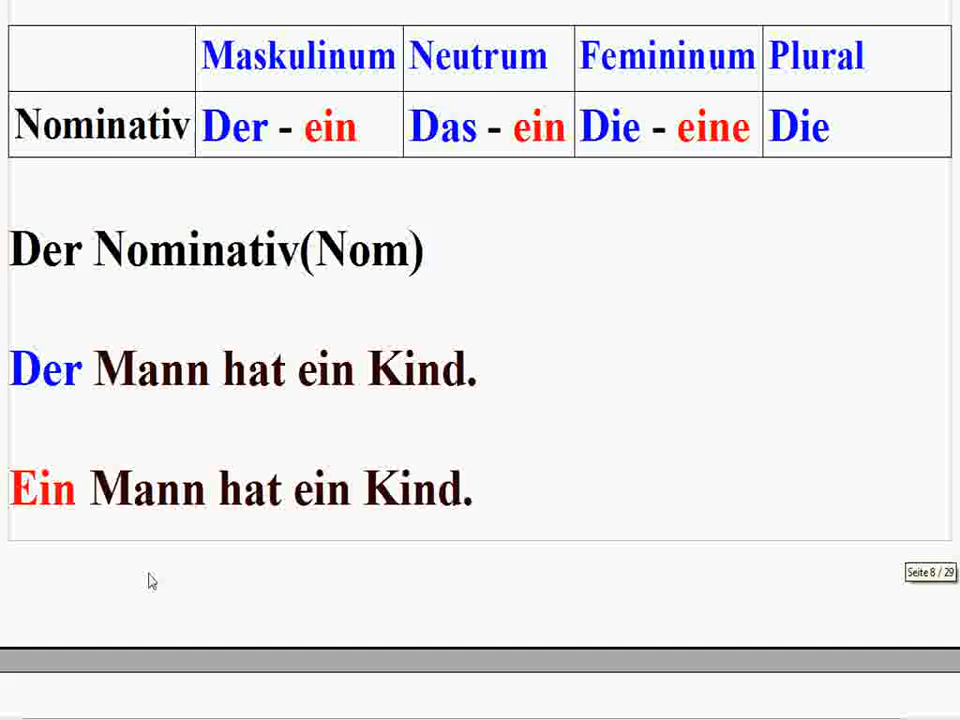 Maskulinum Neutrum Femininum Plural
Nominativ Der - ein Das - ein Die - eine Die
Der Nominativ(Nom)
Der Mann hat ein Kind.
Ein Mann hat ein Kind.
Seite 8 / 29